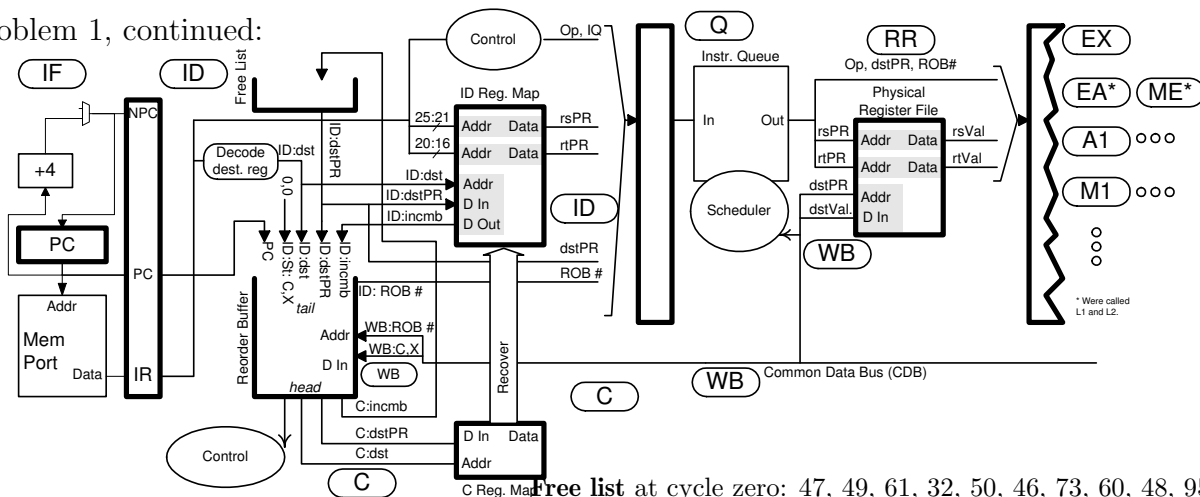 oblem 1, continued:
IF
ID
Free List
Control
Op, IQ
Q
Instr. Queue
In
Out
Scheduler
RR
Op, dstPR, ROB#
Physical
Register File
EX
EA*
ME*
A1
M1
* Were called
L1 and L2.
NPC
+4
PC
Addr
Mem
Port
Data
PC
IR
Decode
dest. reg
ID:dst
ID:dstPR
0,0
25:21
20:16
ID Reg. Map
Addr
Data
rsPR
Addr
Data
rtPR
ID:dst
Addr
ID:dstPR
D In
ID:incmb
D Out
ID
dstPR
ROB #
rsPR
Addr
Data
rsVal
rtPR
Addr
Data
rtVal
dstPR
Addr
dstVal.
D In
WB
PC
ID:St: C,X
ID:dst
ID:dstPR
ID:incmb
tail
ID: ROB #
Reorder Buffer
Addr
WB:ROB #
D In
WB:C,X
WB
head
C:incmb
Recover
WB
Common Data Bus (CDB)
C
Control
C:dstPR
C:dst
C
D In
Data
Addr
C Reg. Map
Free list at cycle zero: 47, 49, 61, 32, 50, 46, 73, 60, 48, 9